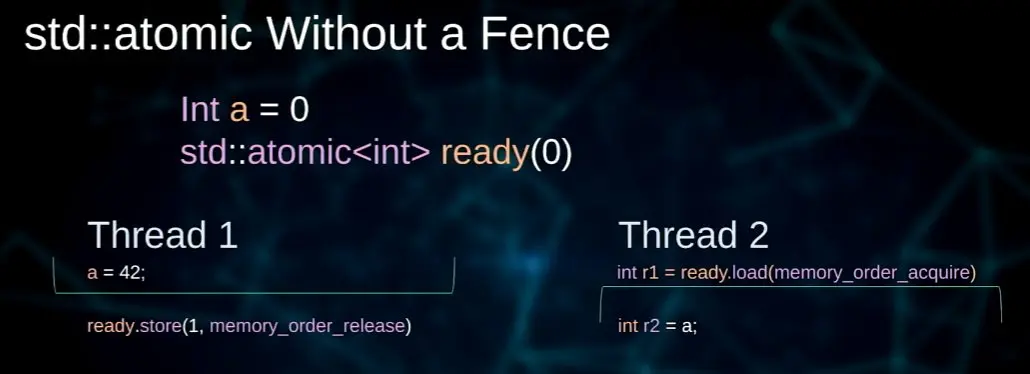 std::atomic Without a Fence
Int a = 0
std::atomic<int> ready(0)
Thread 1
a = 42;
ready.store(1, memory_order_release)
Thread 2
int r1 = ready.load(memory_order_acquire)
int r2 = a;